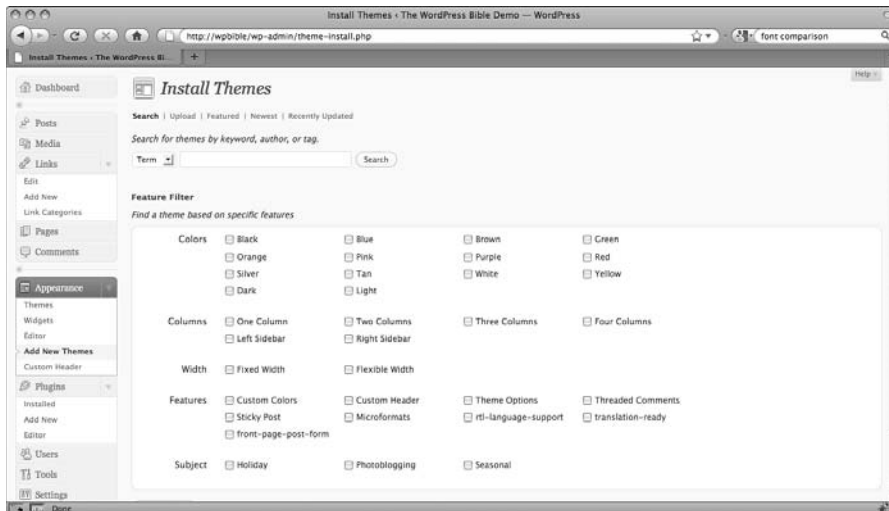 Install Themes ‹ The WordPress Bible Demo — WordPress
http://wpbible/wp-admin/theme-install.php
font comparison
Install Themes ‹ The WordPress Bi...
Help
Dashboard
Posts
Media
Links
Edit
Add New
Link Categories
Pages
Comments
Appearance
Themes
Widgets
Editor
Add New Themes
Custom Header
Plugins
Installed
Add New
Editor
Users
Tools
Settings
Install Themes
Search | Upload | Featured | Newest | Recently Updated
Search for themes by keyword, author, or tag.
Term Search
Feature Filter
Find a theme based on specific features
Colors Black Blue Brown Green
Orange Pink Purple Red
Silver Tan White Yellow
Dark Light
Columns One Column Two Columns Three Columns Four Columns
Left Sidebar Right Sidebar
Width Fixed Width Flexible Width
Features Custom Colors Custom Header Theme Options Threaded Comments
Sticky Post Microformats rtl-language-support translation-ready
front-page-post-form
Subject Holiday Photoblogging Seasonal
Done